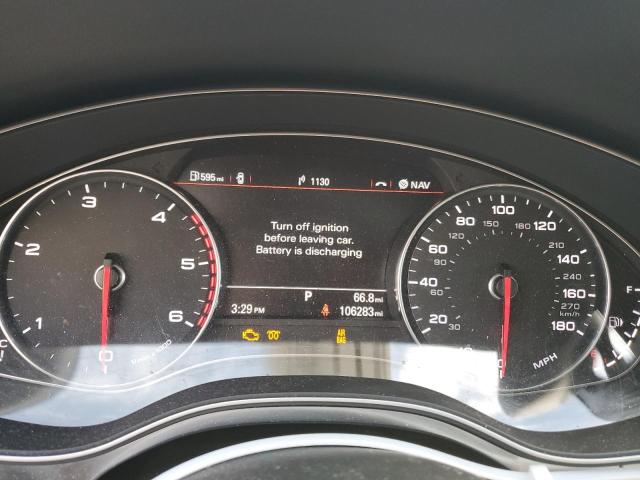 595 mi
1130
NAV
Turn off ignition
before leaving car.
Battery is discharging
P 66.8 mi
3:29 PM 106283 mi
AIR
BAG
1 2 3 4 5 6
0
C
20 40 60 80 100 120 140 160 180
30 60 90 120 150 180 210 240 270
km/h
MPH
F